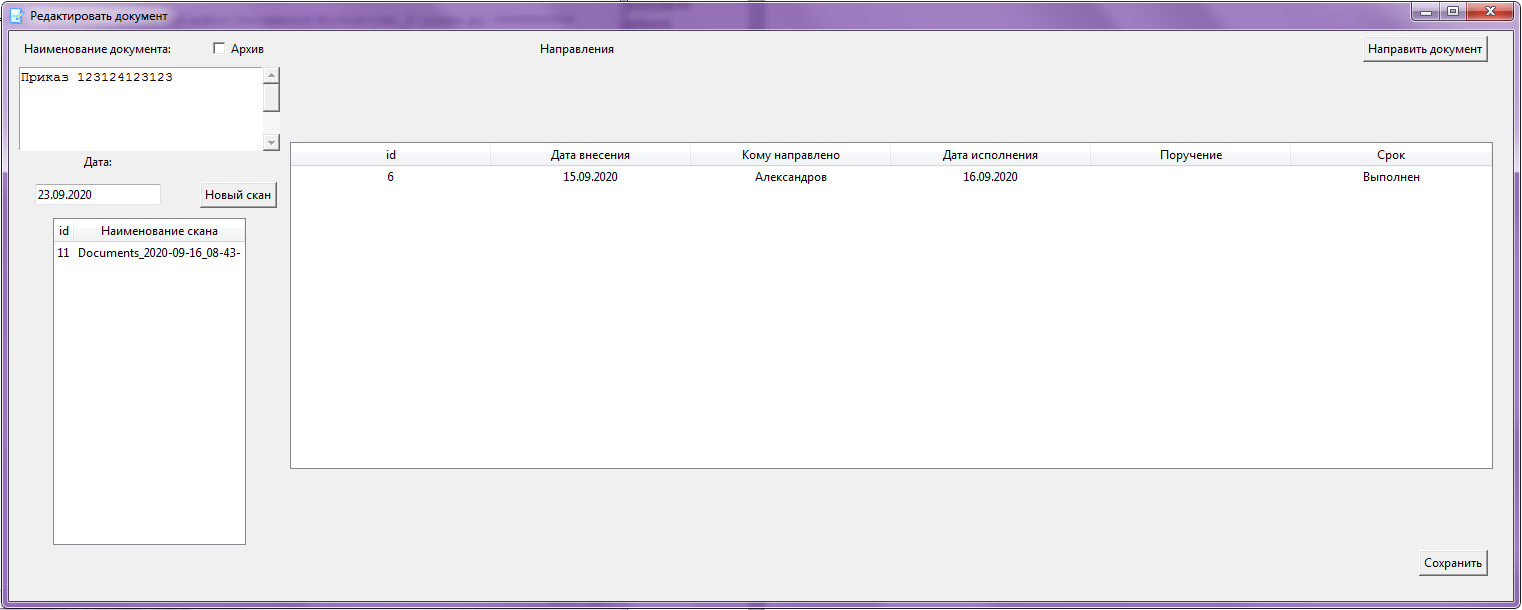 Редактировать документ
Наименование документа: Архив Направления Направить документ
Приказ 123124123123
Дата:
23.09.2020 Новый скан
id Дата внесения Кому направлено Дата исполнения Поручение Срок
6 15.09.2020 Александров 16.09.2020 Выполнен
id Наименование скана
11 Documents_2020-09-16_08-43-
Сохранить